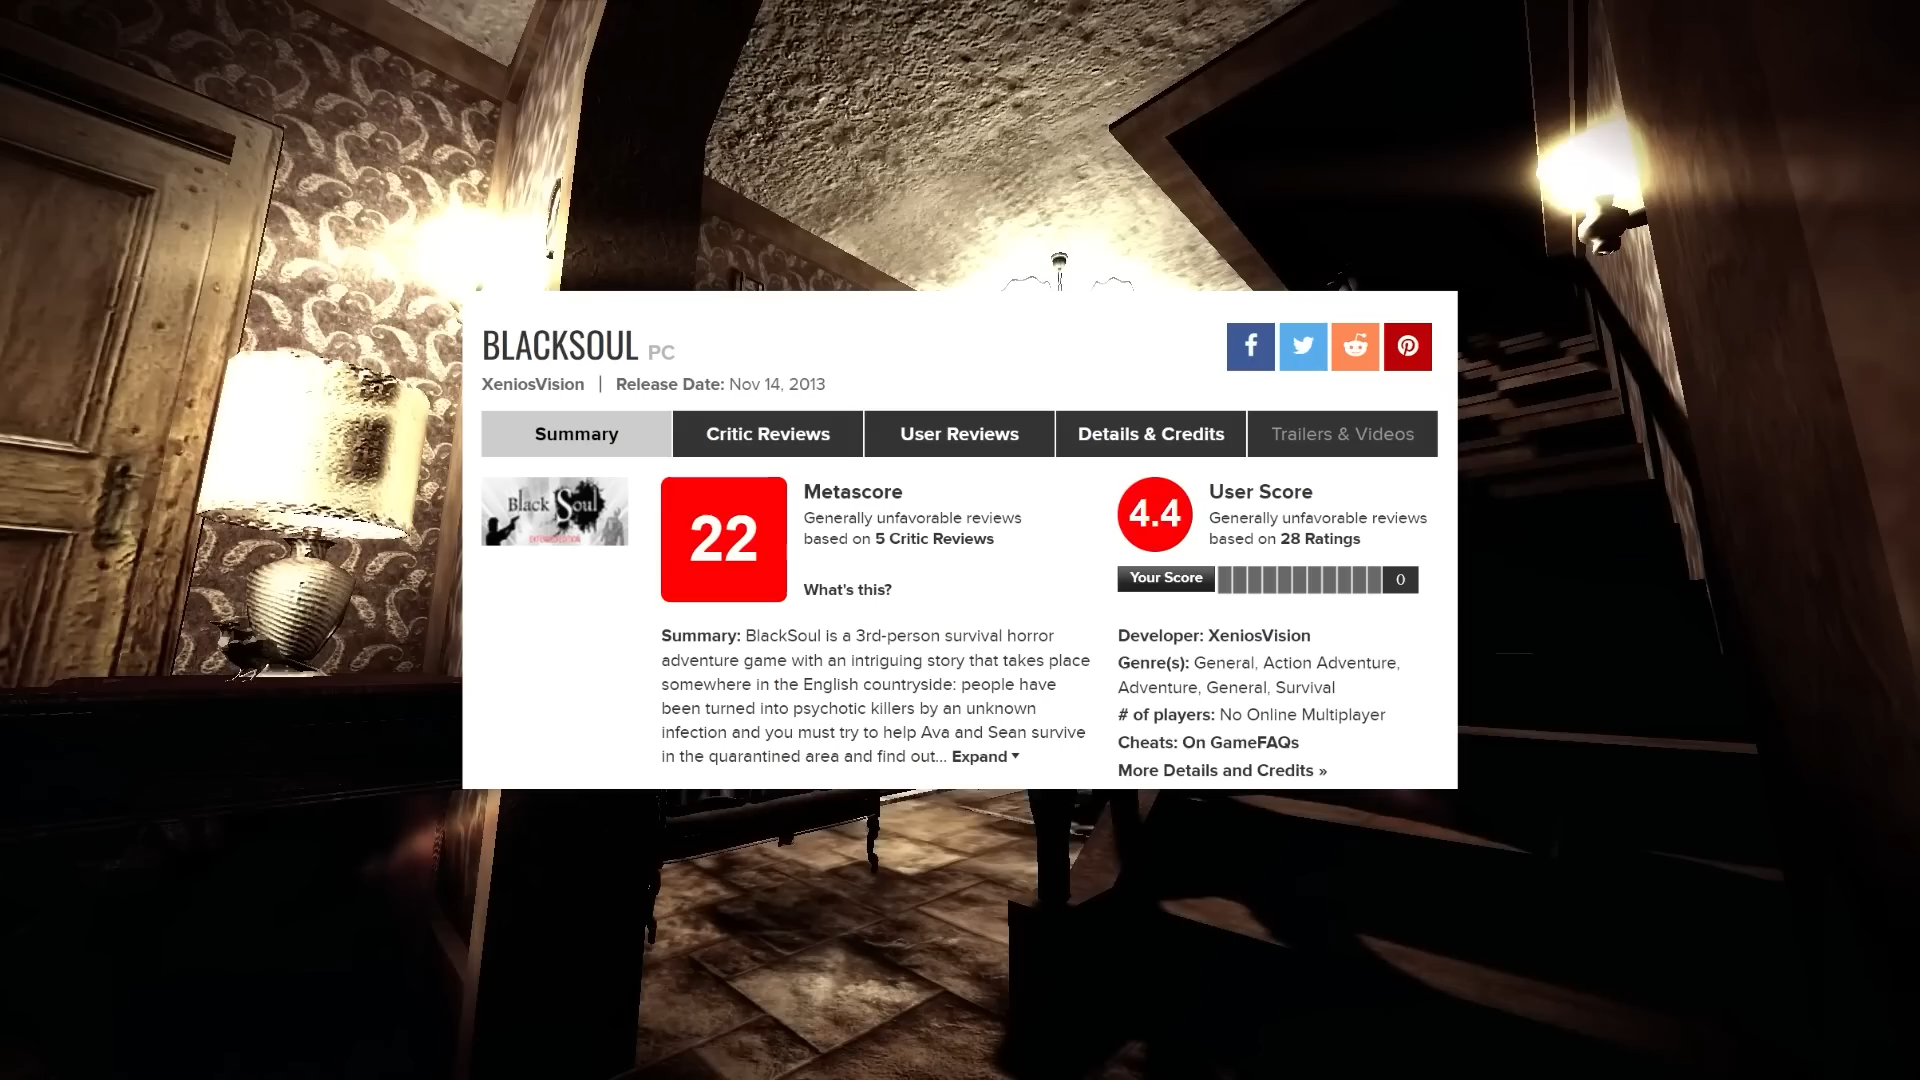 BLACKSOUL PC
XeniosVision | Release Date: Nov 14, 2013
Summary
Critic Reviews
User Reviews
Details & Credits
Trailers & Videos
Black Soul
22
Metascore
Generally unfavorable reviews
based on 5 Critic Reviews
What's this?
4.4
User Score
Generally unfavorable reviews
based on 28 Ratings
Your Score
0
Summary: BlackSoul is a 3rd-person survival horror
adventure game with an intriguing story that takes place
somewhere in the English countryside: people have
been turned into psychotic killers by an unknown
infection and you must try to help Ava and Sean survive
in the quarantined area and find out... Expand
Developer: XeniosVision
Genre(s): General, Action Adventure,
Adventure, General, Survival
# of players: No Online Multiplayer
Cheats: On GameFAQs
More Details and Credits »